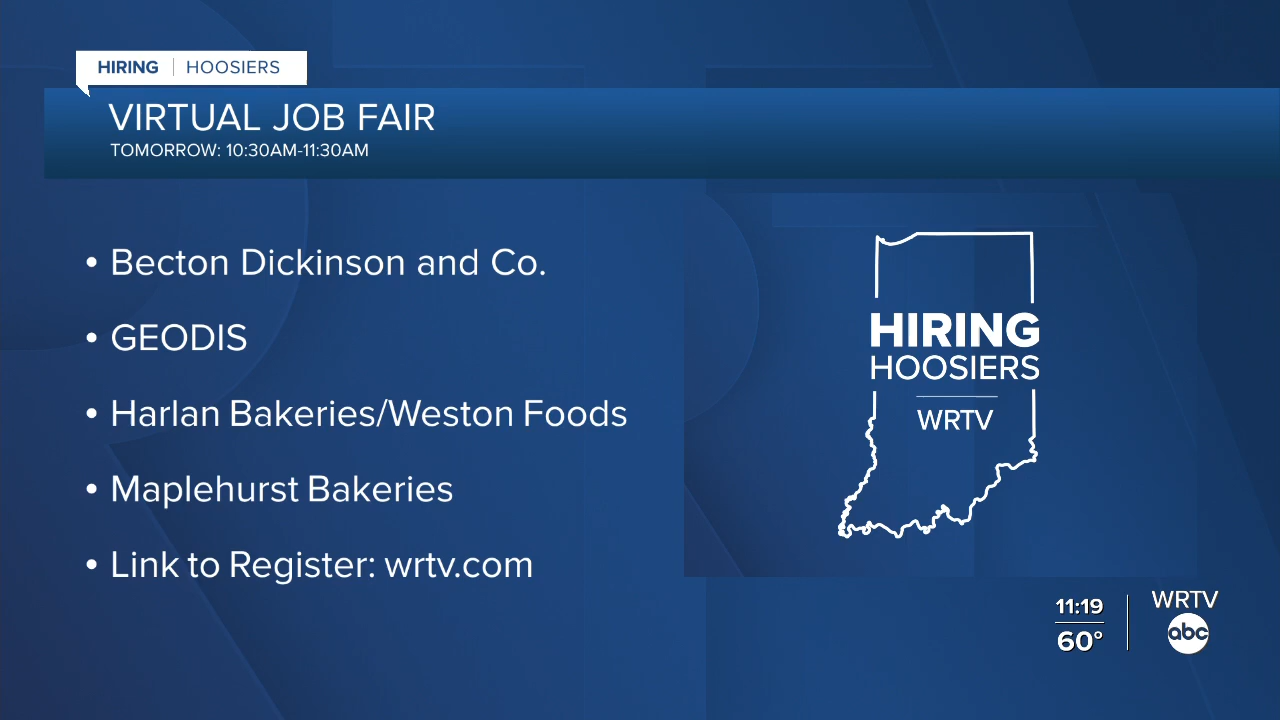 HIRING | HOOSIERS
VIRTUAL JOB FAIR
TOMORROW: 10:30AM-11:30AM
• Becton Dickinson and Co.
• GEODIS
• Harlan Bakeries/Weston Foods
• Maplehurst Bakeries
• Link to Register: wrtv.com
HIRING
HOOSIERS
WRTV
11:19
60°
WRTV
abc